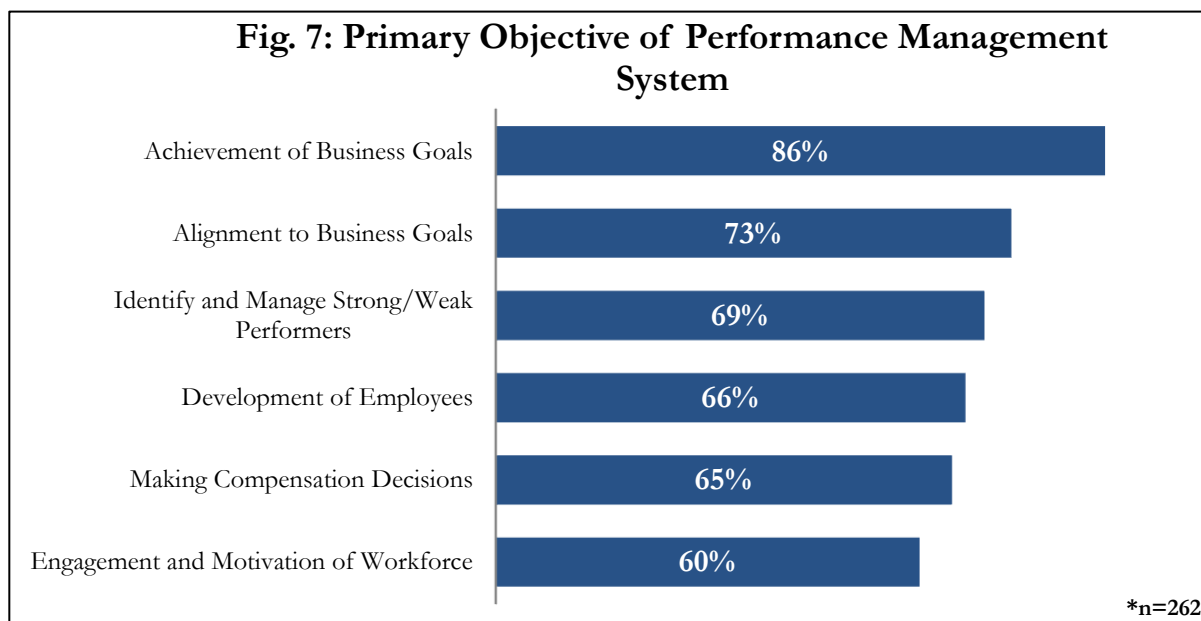 Fig. 7: Primary Objective of Performance Management
System
Achievement of Business Goals
86%
Alignment to Business Goals
73%
Identify and Manage Strong/Weak
Performers
69%
Development of Employees
66%
Making Compensation Decisions
65%
Engagement and Motivation of Workforce
60%
*n=262